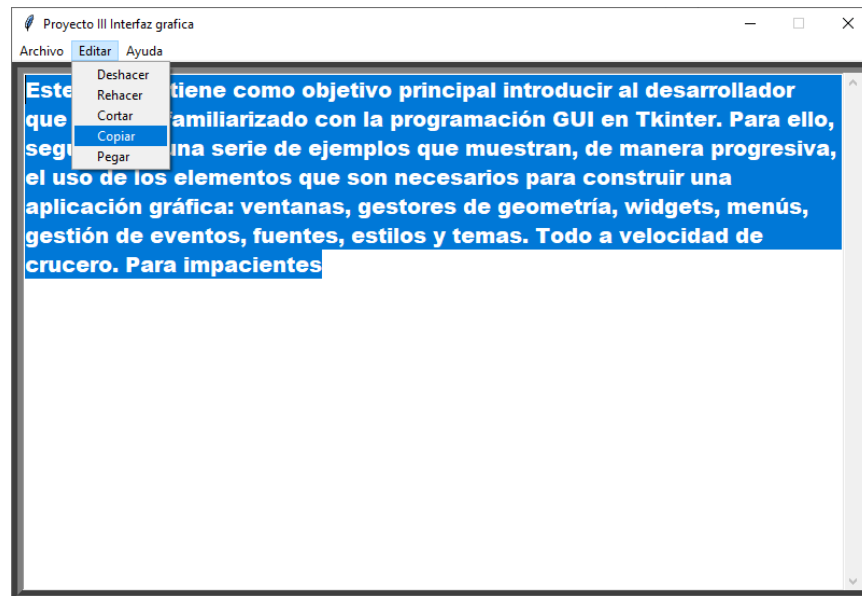 Proyecto III Interfaz grafica
Archivo Editar Ayuda
Deshacer
Rehacer
Cortar
Copiar
Pegar
Este tiene como objetivo principal introducir al desarrollador
que familiarizado con la programación GUI en Tkinter. Para ello,
una serie de ejemplos que muestran, de manera progresiva,
el uso de los elementos que son necesarios para construir una
aplicación gráfica: ventanas, gestores de geometría, widgets, menús,
gestión de eventos, fuentes, estilos y temas. Todo a velocidad de
crucero. Para impacientes